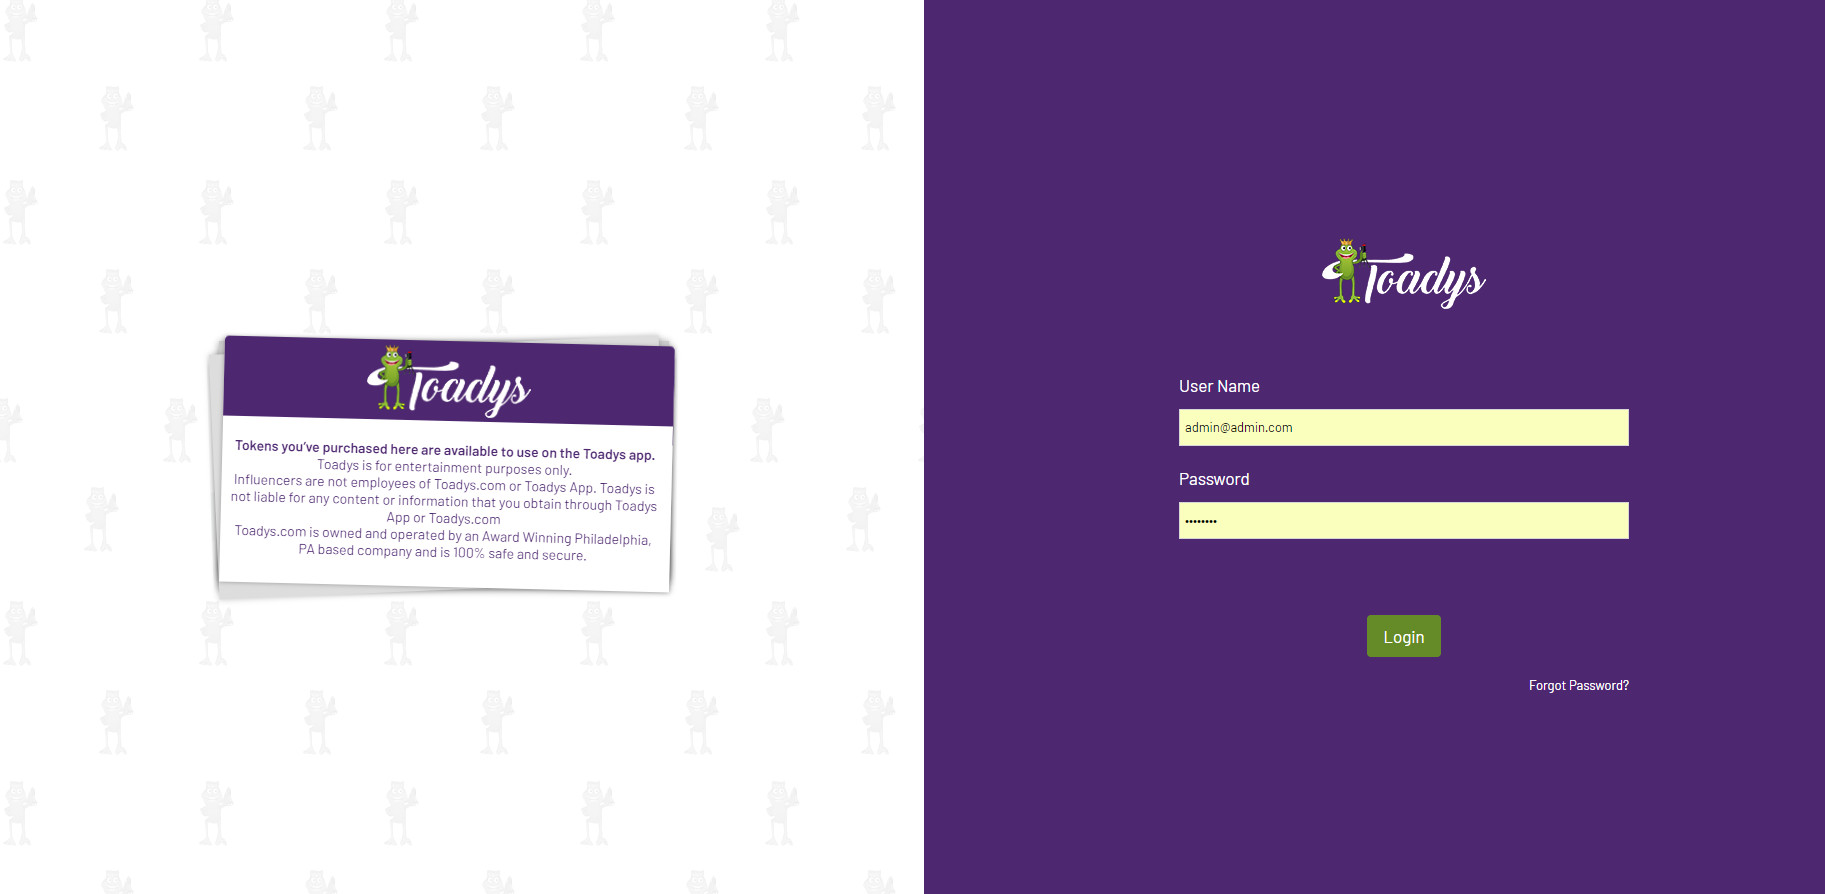 Toadys
Tokens you've purchased here are available to use on the Toadys app.
Toadys is for entertainment purposes only.
Influencers are not employees of Toadys.com or Toadys App. Toadys is
not liable for any content or information that you obtain through Toadys
App or Toadys.com
Toadys.com is owned and operated by an Award Winning Philadelphia,
PA based company and is 100% safe and secure.
Toadys
User Name
admin@admin.com
Password
••••••••
Login
Forgot Password?